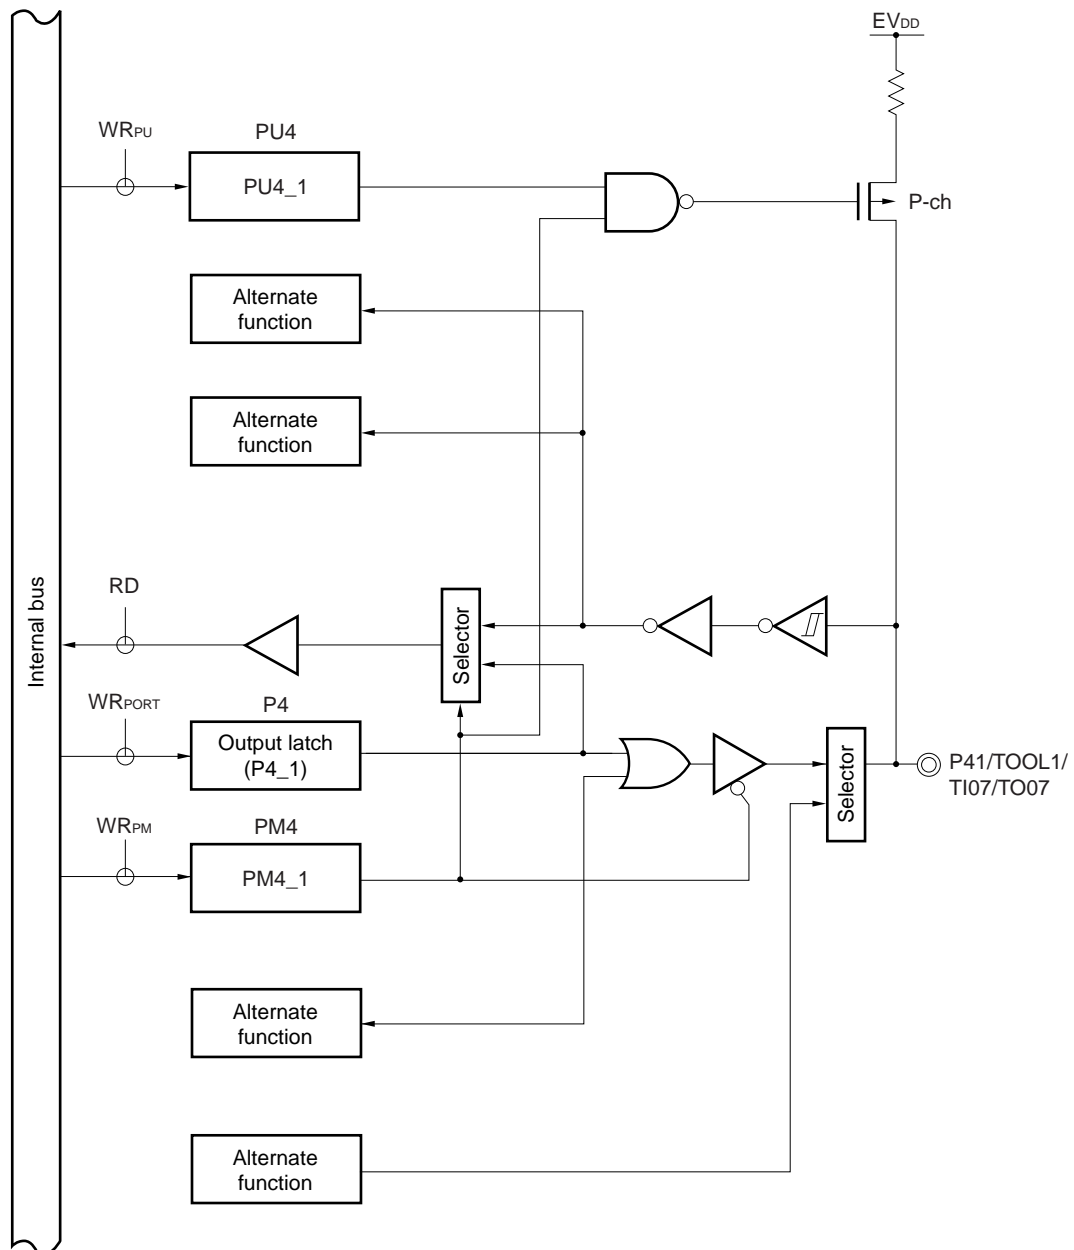 EVDD
WRPU
PU4
PU4_1
P-ch
Alternate
function
Alternate
function
Internal bus
RD
Selector
WRPORT
P4
Output latch
(P4_1)
Selector
P41/TOOL1/
TI07/TO07
WRPM
PM4
PM4_1
Alternate
function
Alternate
function